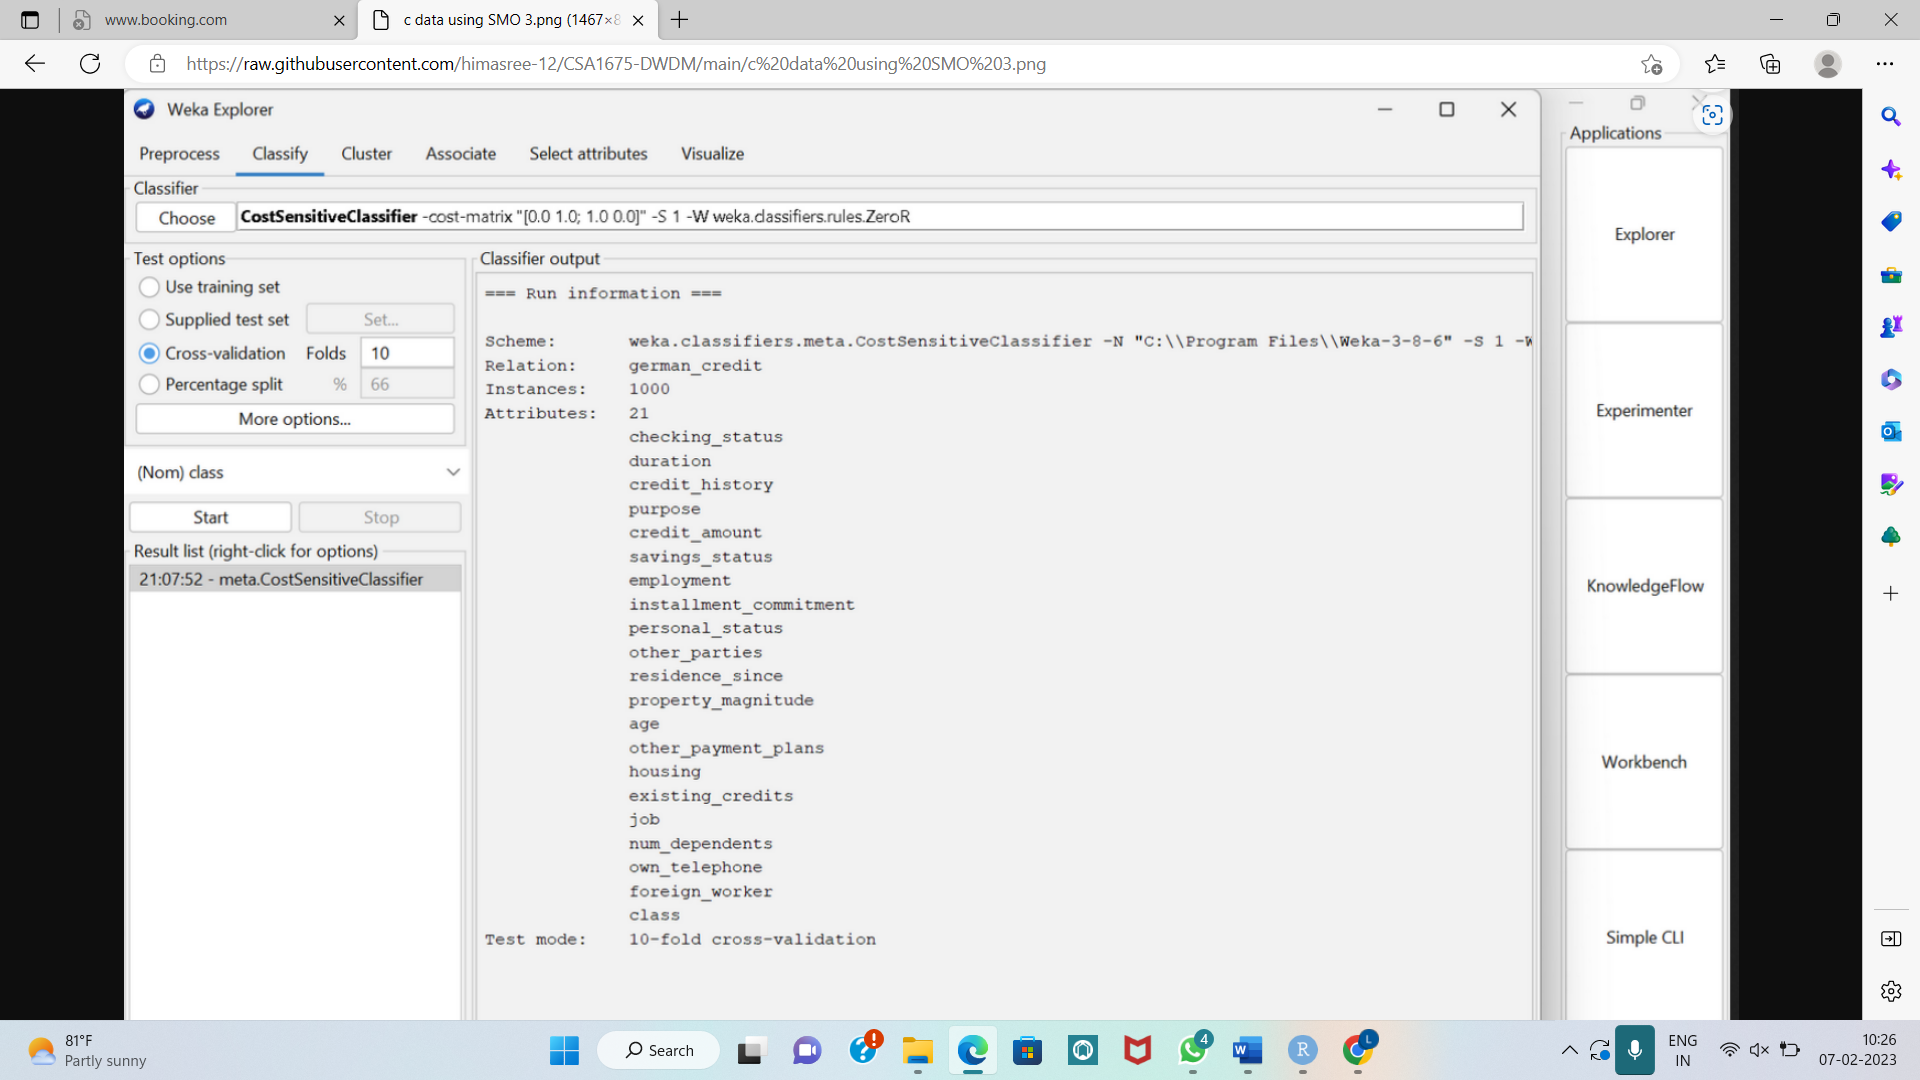 www.booking.com
c data using SMO 3.png (1467×8
https://raw.githubusercontent.com/himasree-12/CSA1675-DWDM/main/c%20data%20using%20SMO%203.png
Weka Explorer
Preprocess Classify Cluster Associate Select attributes Visualize
Classifier
Choose CostSensitiveClassifier -cost-matrix "[0.0 1.0; 1.0 0.0]" -S 1 -W weka.classifiers.rules.ZeroR
Test options
Use training set
Supplied test set Set...
Cross-validation Folds 10
Percentage split % 66
More options...
(Nom) class
Start Stop
Result list (right-click for options)
21:07:52 - meta.CostSensitiveClassifier
Classifier output
=== Run information ===
Scheme: weka.classifiers.meta.CostSensitiveClassifier -N "C:\\Program Files\\Weka-3-8-6" -S 1 -W
Relation: german_credit
Instances: 1000
Attributes: 21
checking_status
duration
credit_history
purpose
credit_amount
savings_status
employment
installment_commitment
personal_status
other_parties
residence_since
property_magnitude
age
other_payment_plans
housing
existing_credits
job
num_dependents
own_telephone
foreign_worker
class
Test mode: 10-fold cross-validation
Applications
Explorer
Experimenter
KnowledgeFlow
Workbench
Simple CLI
81°F
Partly sunny
Search
4
L
ENG
IN
10:26
07-02-2023